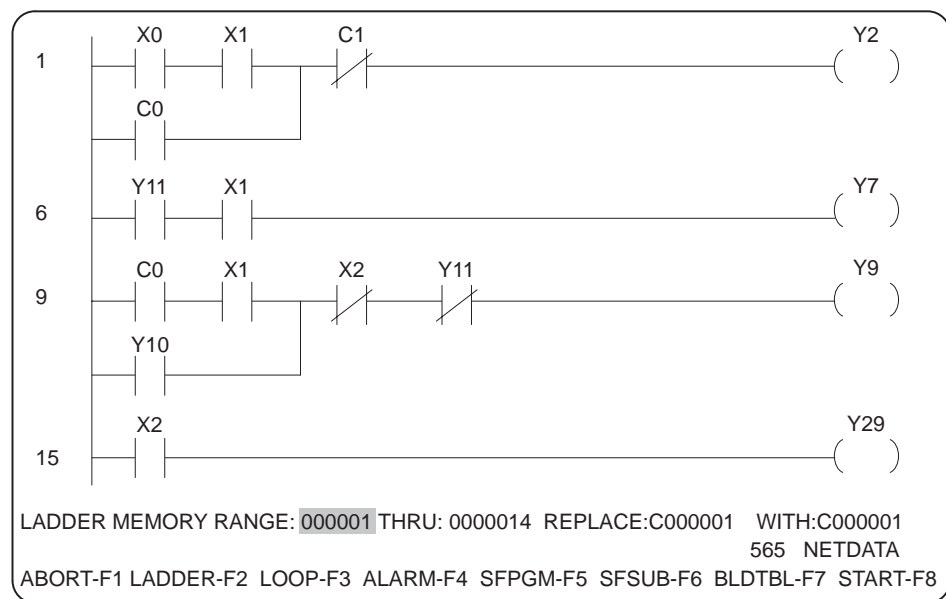 X0 X1 C1 Y2
1
C0
Y11 X1 Y7
6
C0 X1 X2 Y11 Y9
9
Y10
X2 Y29
15
LADDER MEMORY RANGE: 000001 THRU: 0000014 REPLACE:C000001 WITH:C000001
565 NETDATA
ABORT-F1 LADDER-F2 LOOP-F3 ALARM-F4 SFPGM-F5 SFSUB-F6 BLDTBL-F7 START-F8